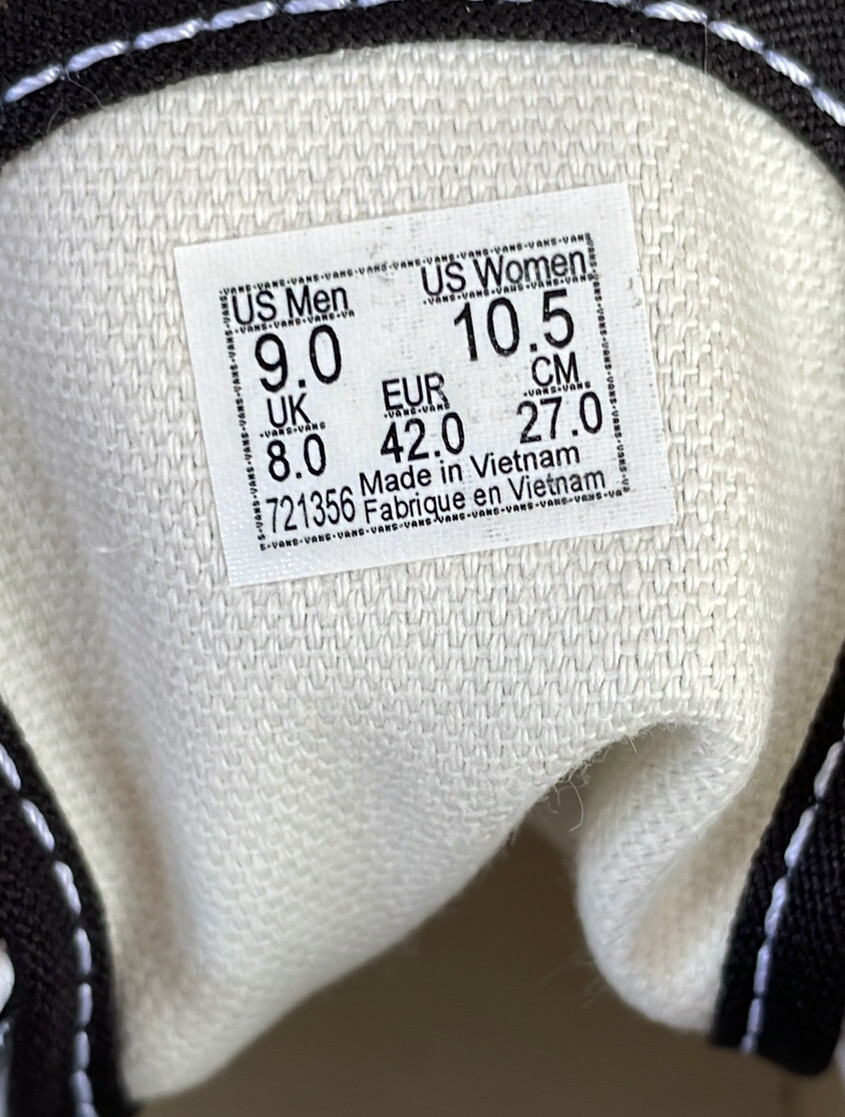 US Men US Women
9.0 10.5
UK EUR CM
8.0 42.0 27.0
721356 Made in Vietnam
Fabrique en Vietnam